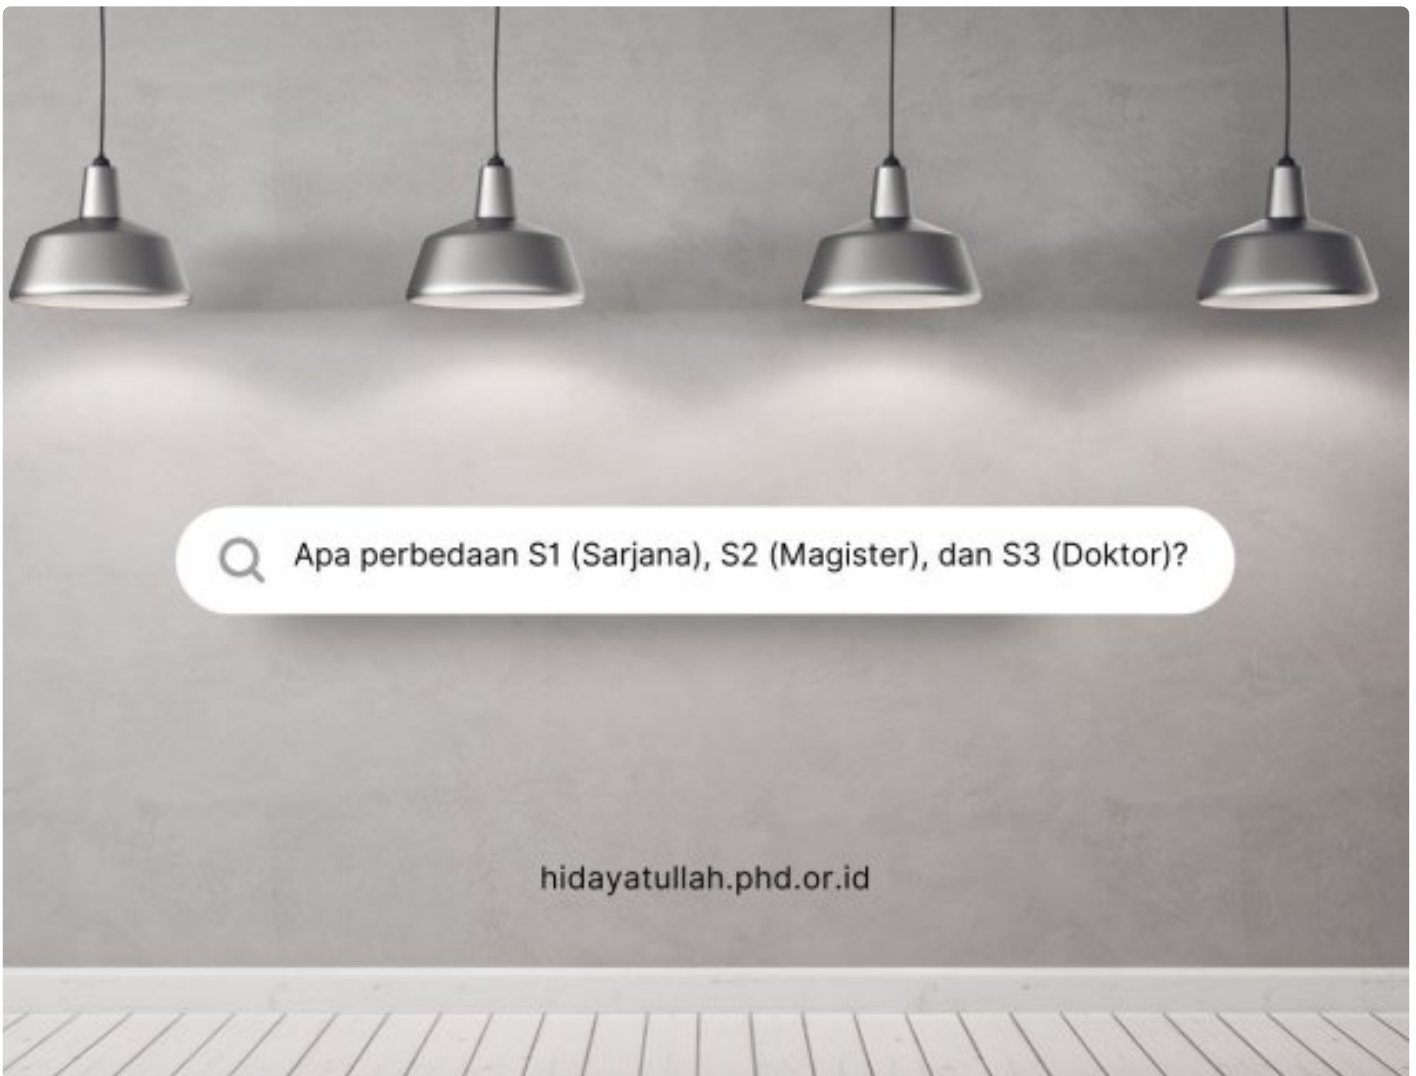 Apa perbedaan S1 (Sarjana), S2 (Magister), dan S3 (Doktor)?
hidayatullah.phd.or.id